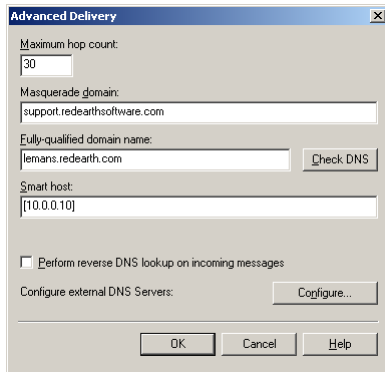 Advanced Delivery
Maximum hop count:
30
Masquerade domain:
support.redearthsoftware.com
Fully-qualified domain name:
lemans.redearth.com
Check DNS
Smart host:
[10.0.0.10]
Perform reverse DNS lookup on incoming messages
Configure external DNS Servers:
Configure...
OK Cancel Help